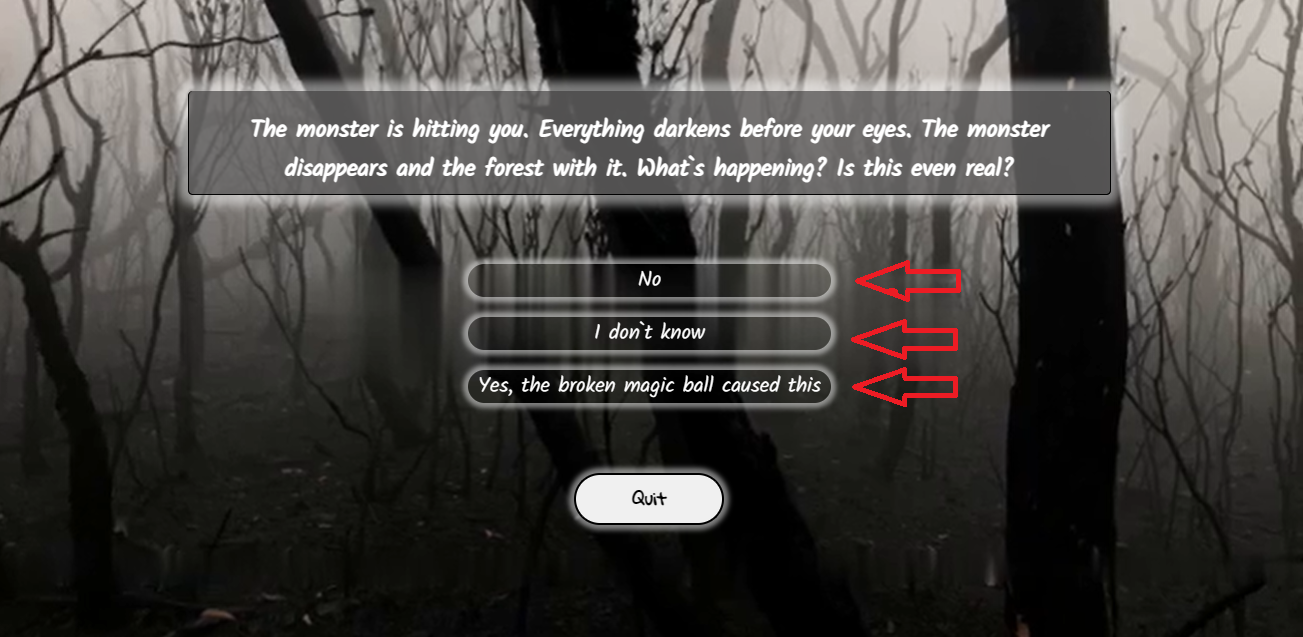 The monster is hitting you. Everything darkens before your eyes. The monster
disappears and the forest with it. What`s happening? Is this even real?
No
I don`t know
Yes, the broken magic ball caused this
Quit